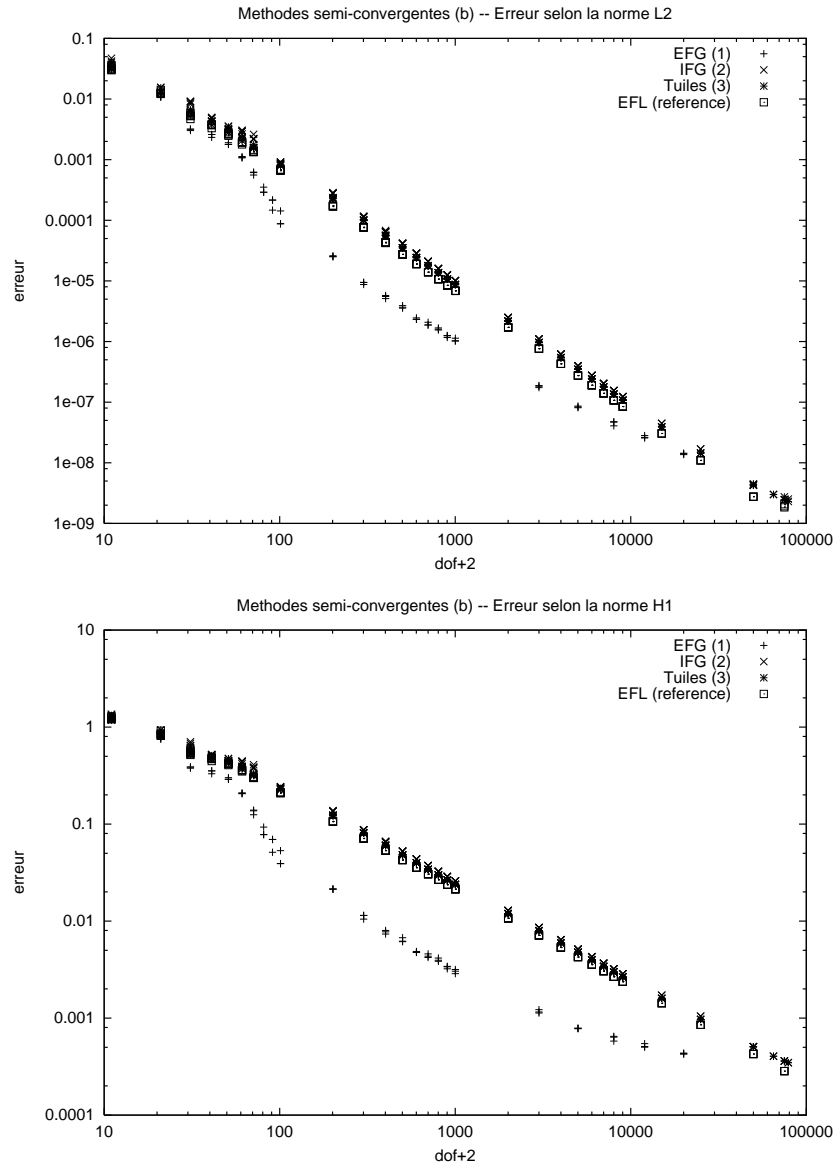 Methodes semi-convergentes (b) -- Erreur selon la norme L2
0.1
0.01
0.001
0.0001
1e-05
1e-06
1e-07
1e-08
1e-09
erreur
EFG (1)
IFG (2)
Tuiles (3)
EFL (reference)
10
100
1000
10000
100000
dof+2
Methodes semi-convergentes (b) -- Erreur selon la norme H1
10
1
0.1
0.01
0.001
0.0001
erreur
EFG (1)
IFG (2)
Tuiles (3)
EFL (reference)
10
100
1000
10000
100000
dof+2